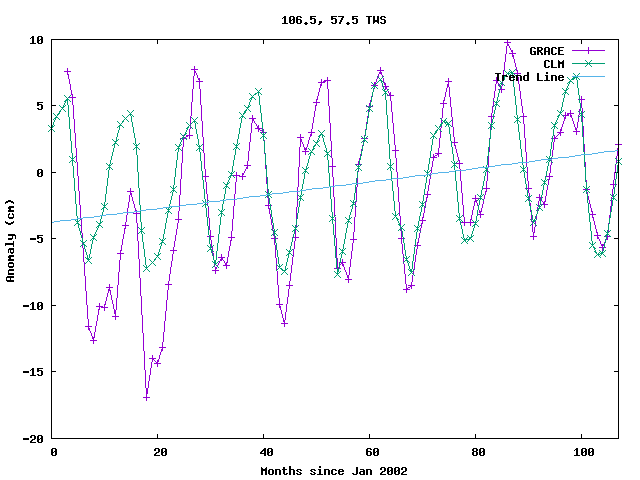 106.5, 57.5 TWS
GRACE
CLM
Trend Line
10
5
0
-5
-10
-15
-20
Anomaly (cm)
0 20 40 60 80 100
Months since Jan 2002